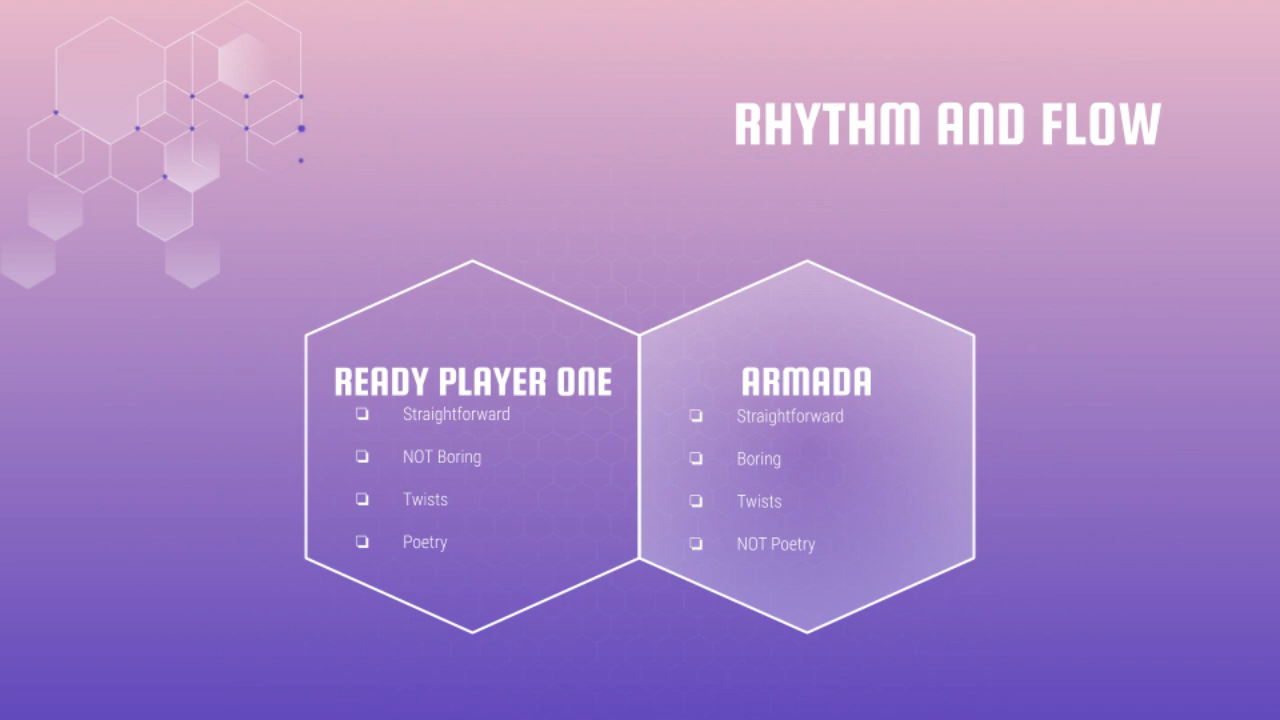 RHYTHM AND FLOW
READY PLAYER ONE
Straightforward
NOT Boring
Twists
Poetry
ARMADA
Straightforward
Boring
Twists
NOT Poetry